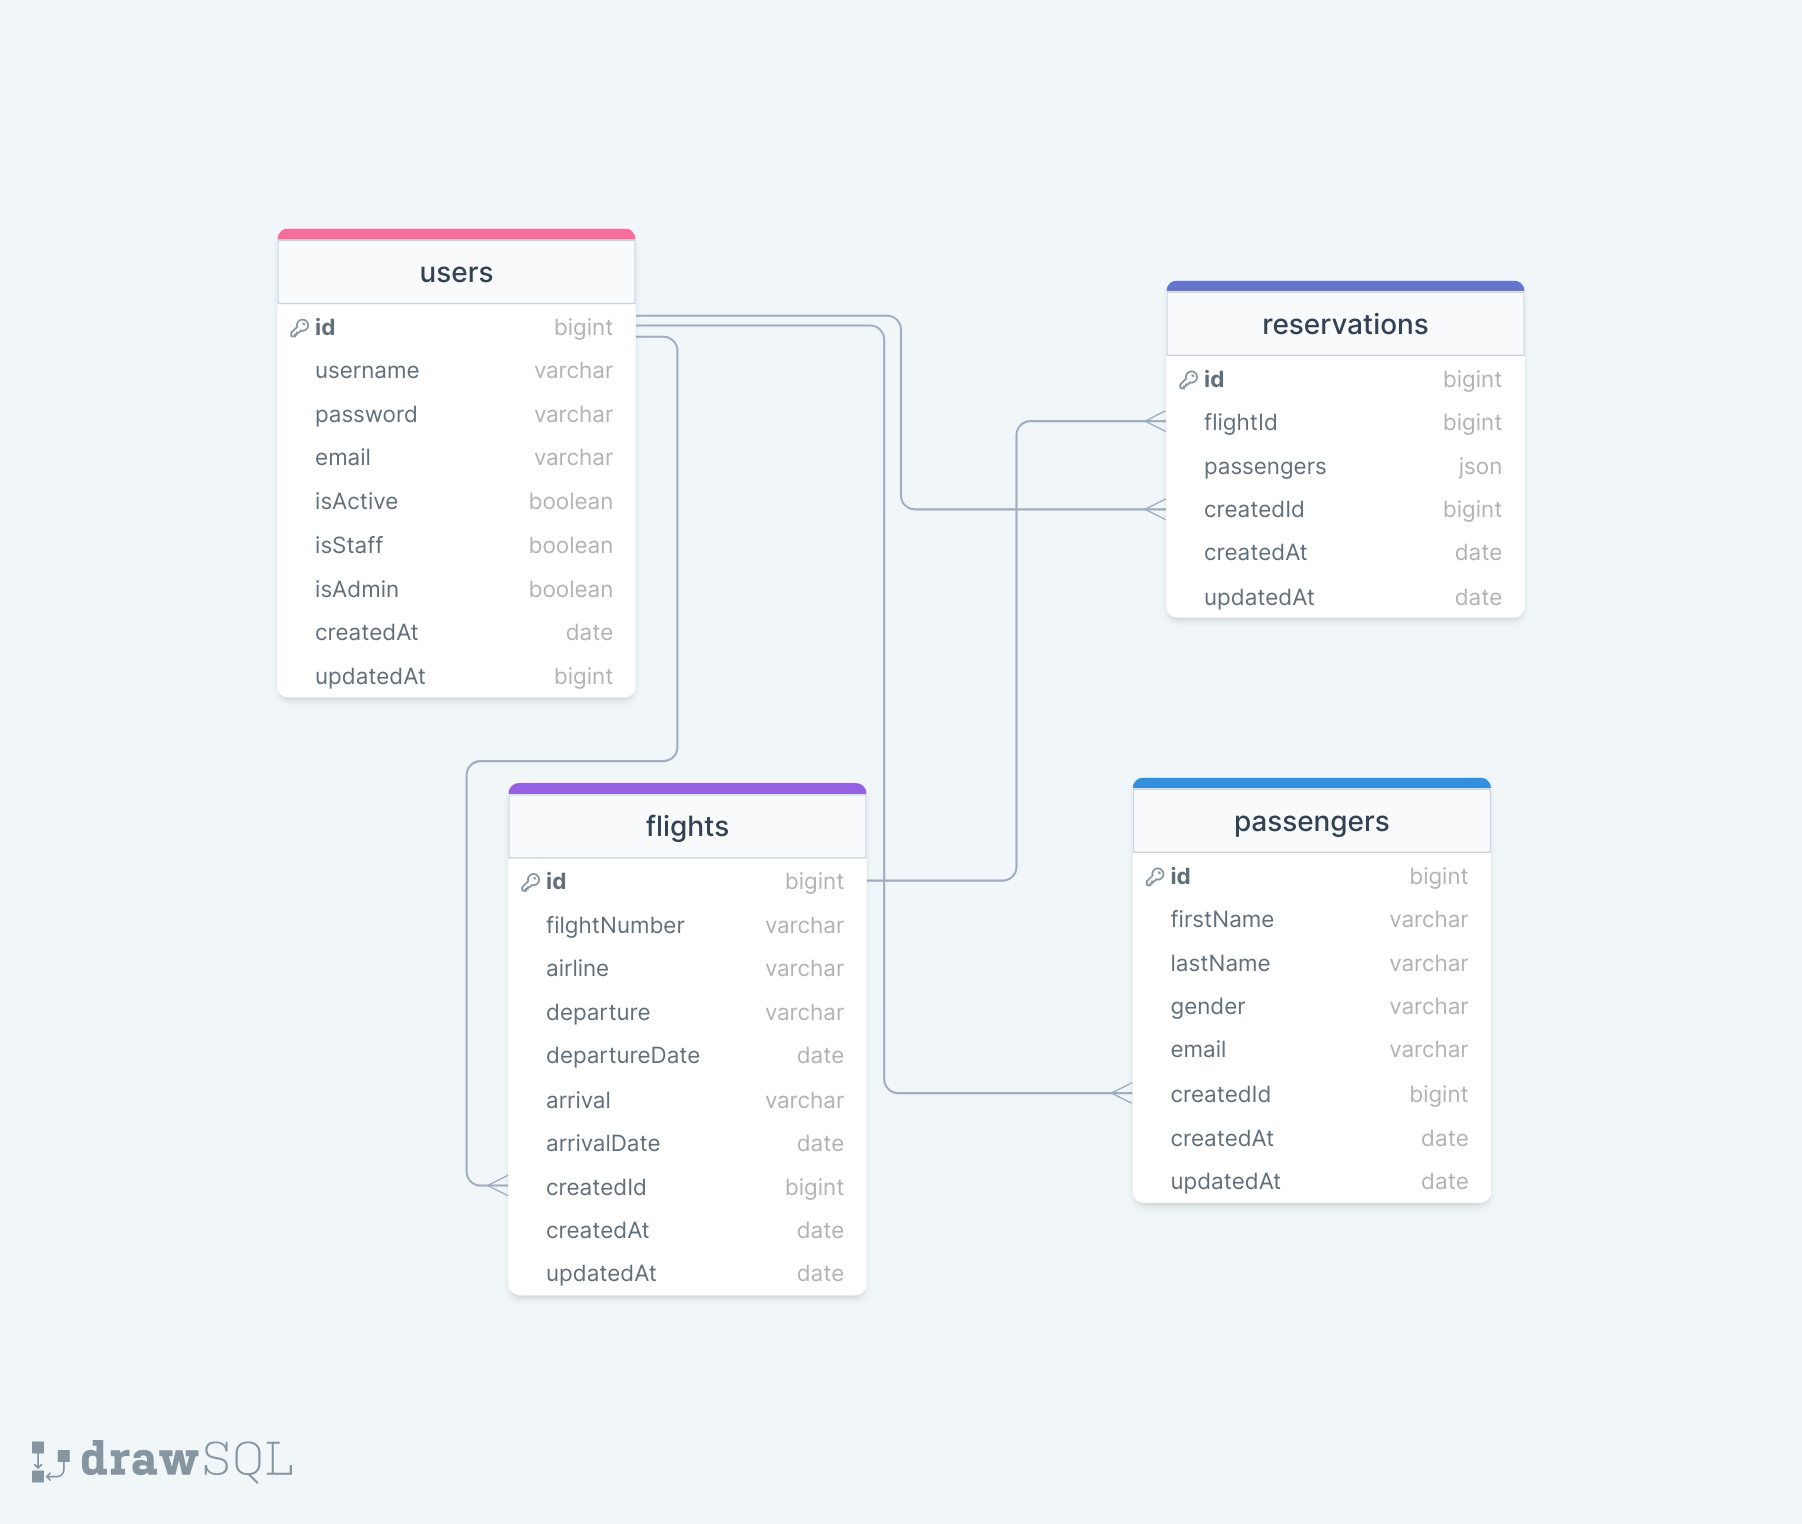 users
id bigint
username varchar
password varchar
email varchar
isActive boolean
isStaff boolean
isAdmin boolean
createdAt date
updatedAt bigint
reservations
id bigint
flightId bigint
passengers json
createdId bigint
createdAt date
updatedAt date
flights
id bigint
filghtNumber varchar
airline varchar
departure varchar
departureDate date
arrival varchar
arrivalDate date
createdId bigint
createdAt date
updatedAt date
passengers
id bigint
firstName varchar
lastName varchar
gender varchar
email varchar
createdId bigint
createdAt date
updatedAt date
drawSQL